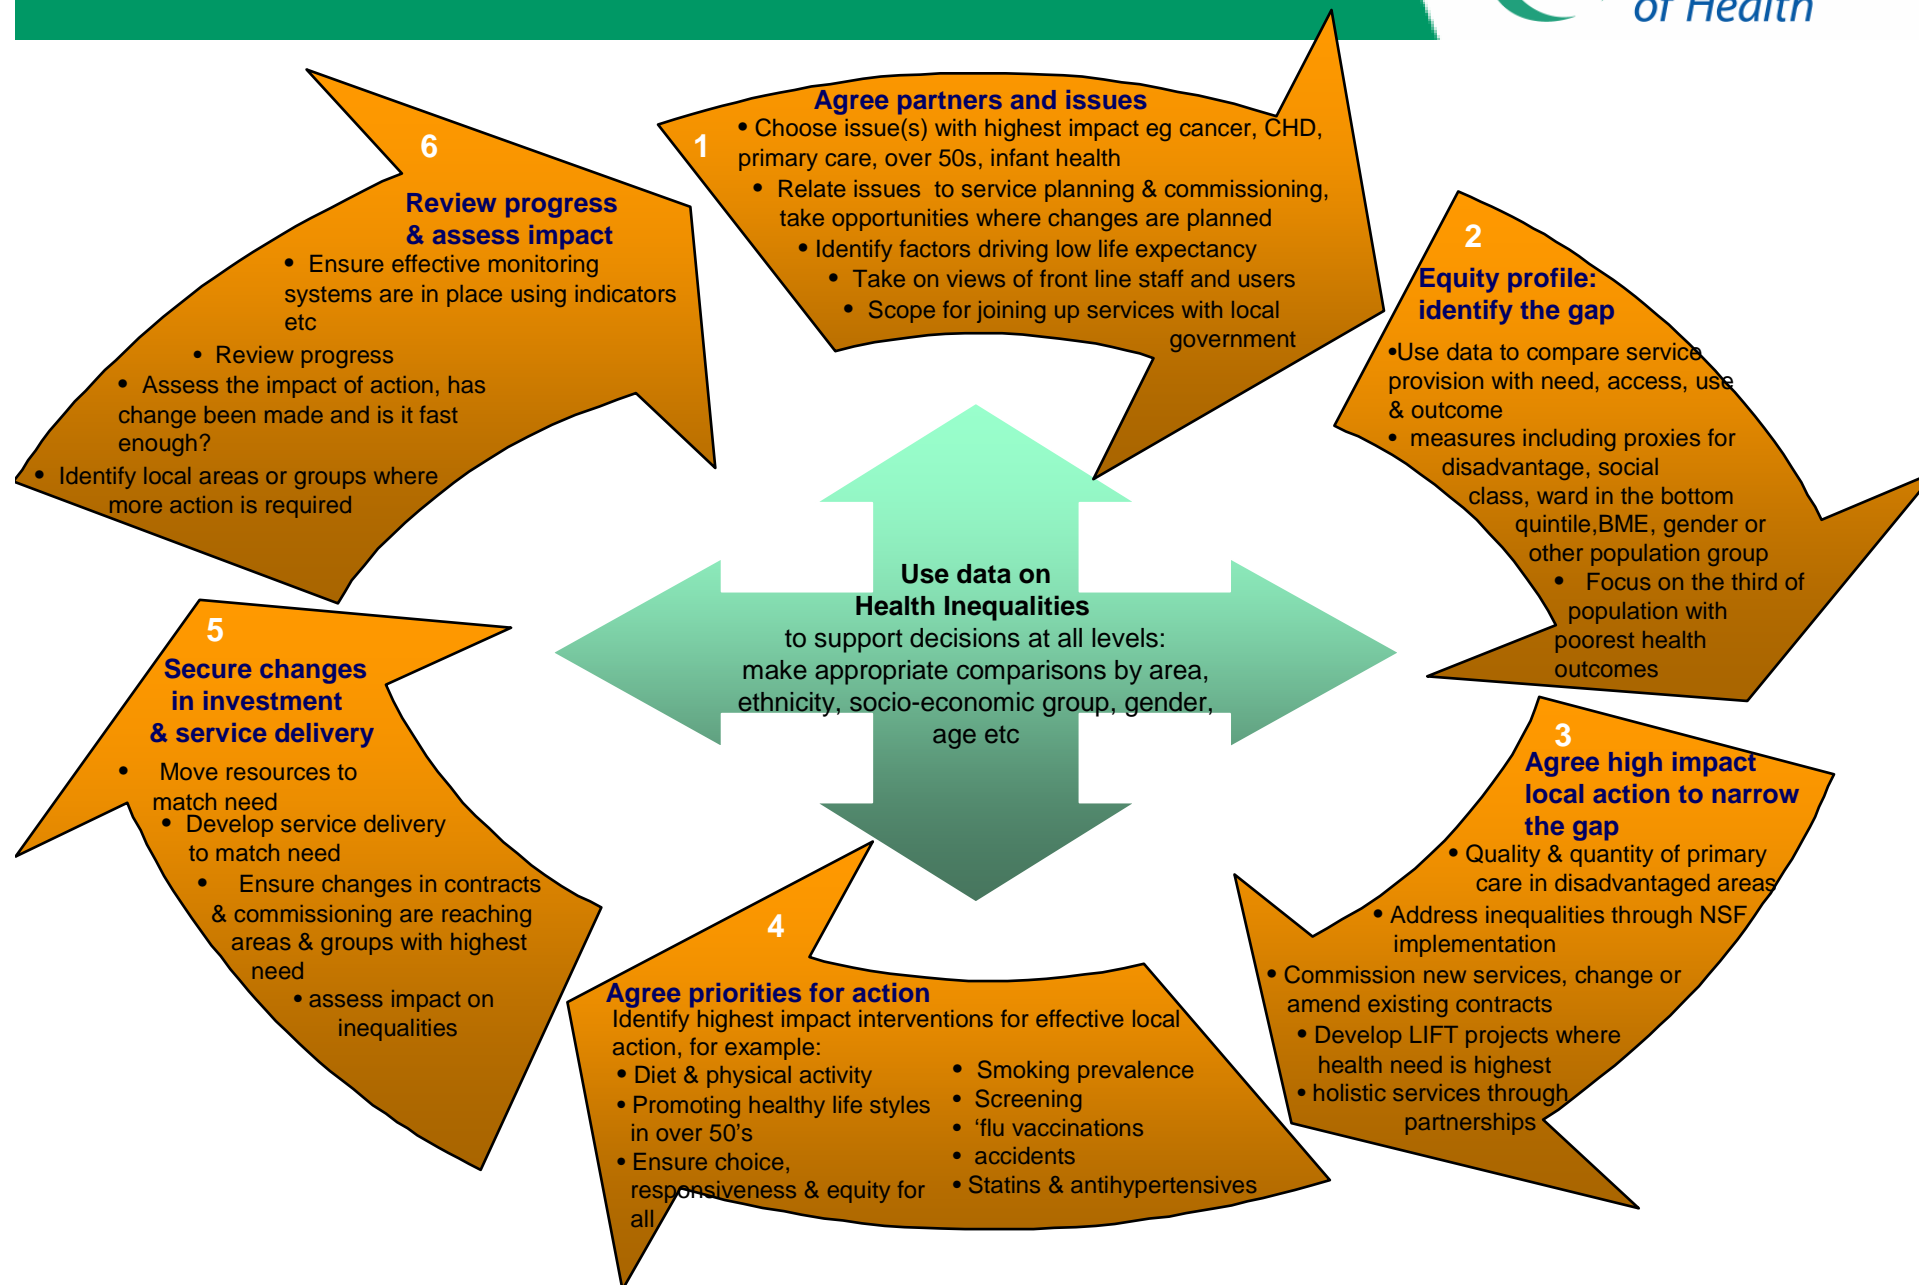 of Health
1
Agree partners and issues
• Choose issue(s) with highest impact eg cancer, CHD,
primary care, over 50s, infant health
• Relate issues to service planning & commissioning,
take opportunities where changes are planned
• Identify factors driving low life expectancy
• Take on views of front line staff and users
• Scope for joining up services with local
government
2
Equity profile:
identify the gap
•Use data to compare service
provision with need, access, use
& outcome
• measures including proxies for
disadvantage, social
class, ward in the bottom
quintile,BME, gender or
other population group
• Focus on the third of
population with
poorest health
outcomes
3
Agree high impact
local action to narrow
the gap
• Quality & quantity of primary
care in disadvantaged areas
• Address inequalities through NSF
implementation
• Commission new services, change or
amend existing contracts
• Develop LIFT projects where
health need is highest
• holistic services through
partnerships
4
Agree priorities for action
Identify highest impact interventions for effective local
action, for example:
• Diet & physical activity
• Promoting healthy life styles
in over 50's
• Ensure choice,
responsiveness & equity for
all
• Smoking prevalence
• Screening
• ‘flu vaccinations
• accidents
• Statins & antihypertensives
5
Secure changes
in investment
& service delivery
• Move resources to
match need
• Develop service delivery
to match need
• Ensure changes in contracts
& commissioning are reaching
areas & groups with highest
need
• assess impact on
inequalities
6
Review progress
& assess impact
• Ensure effective monitoring
systems are in place using indicators
etc
• Review progress
• Assess the impact of action, has
change been made and is it fast
enough?
• Identify local areas or groups where
more action is required
Use data on
Health Inequalities
to support decisions at all levels:
make appropriate comparisons by area,
ethnicity, socio-economic group, gender,
age etc